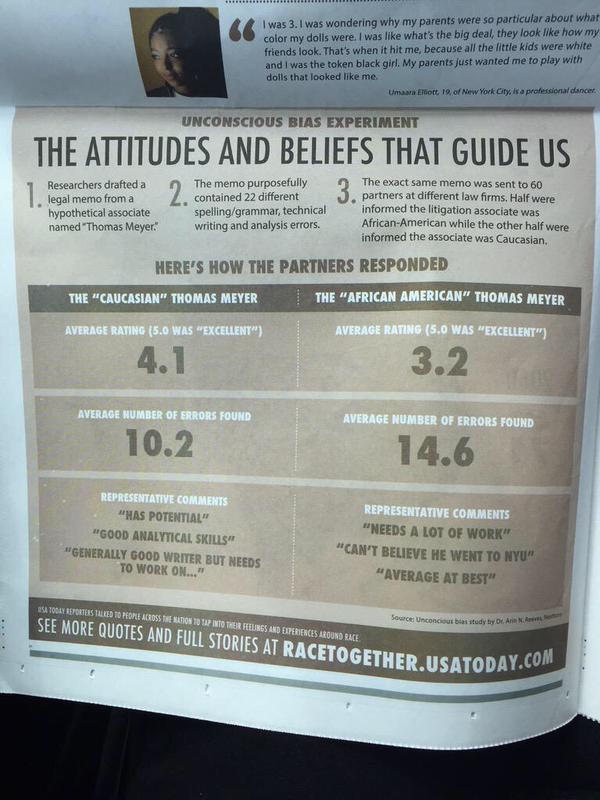 “ I was 3. I was wondering why my parents were so particular about what
color my dolls were. I was like what's the big deal, they look like how my
friends look. That's when it hit me, because all the little kids were white
and I was the token black girl. My parents just wanted me to play with
dolls that looked like me.
Umaara Elliott, 19, of New York City, is a professional dancer.
UNCONSCIOUS BIAS EXPERIMENT
THE ATTITUDES AND BELIEFS THAT GUIDE US
1. Researchers drafted a
legal memo from a
hypothetical associate
named “Thomas Meyer.”
2. The memo purposefully
contained 22 different
spelling/grammar, technical
writing and analysis errors.
3. The exact same memo was sent to 60
partners at different law firms. Half were
informed the litigation associate was
African-American while the other half were
informed the associate was Caucasian.
HERE'S HOW THE PARTNERS RESPONDED
THE “CAUCASIAN” THOMAS MEYER
AVERAGE RATING (5.0 WAS “EXCELLENT”)
4.1
AVERAGE NUMBER OF ERRORS FOUND
10.2
REPRESENTATIVE COMMENTS
“HAS POTENTIAL”
“GOOD ANALYTICAL SKILLS”
“GENERALLY GOOD WRITER BUT NEEDS
TO WORK ON...”
THE “AFRICAN AMERICAN” THOMAS MEYER
AVERAGE RATING (5.0 WAS “EXCELLENT”)
3.2
AVERAGE NUMBER OF ERRORS FOUND
14.6
REPRESENTATIVE COMMENTS
“NEEDS A LOT OF WORK”
“CAN'T BELIEVE HE WENT TO NYU”
“AVERAGE AT BEST”
Source: Unconcious bias study by Dr. Arin N. Reeves,
USA TODAY REPORTERS TALKED TO PEOPLE ACROSS THE NATION TO TAP INTO THEIR FEELINGS AND EXPERIENCES AROUND RACE.
SEE MORE QUOTES AND FULL STORIES AT RACETOGETHER.USATODAY.COM